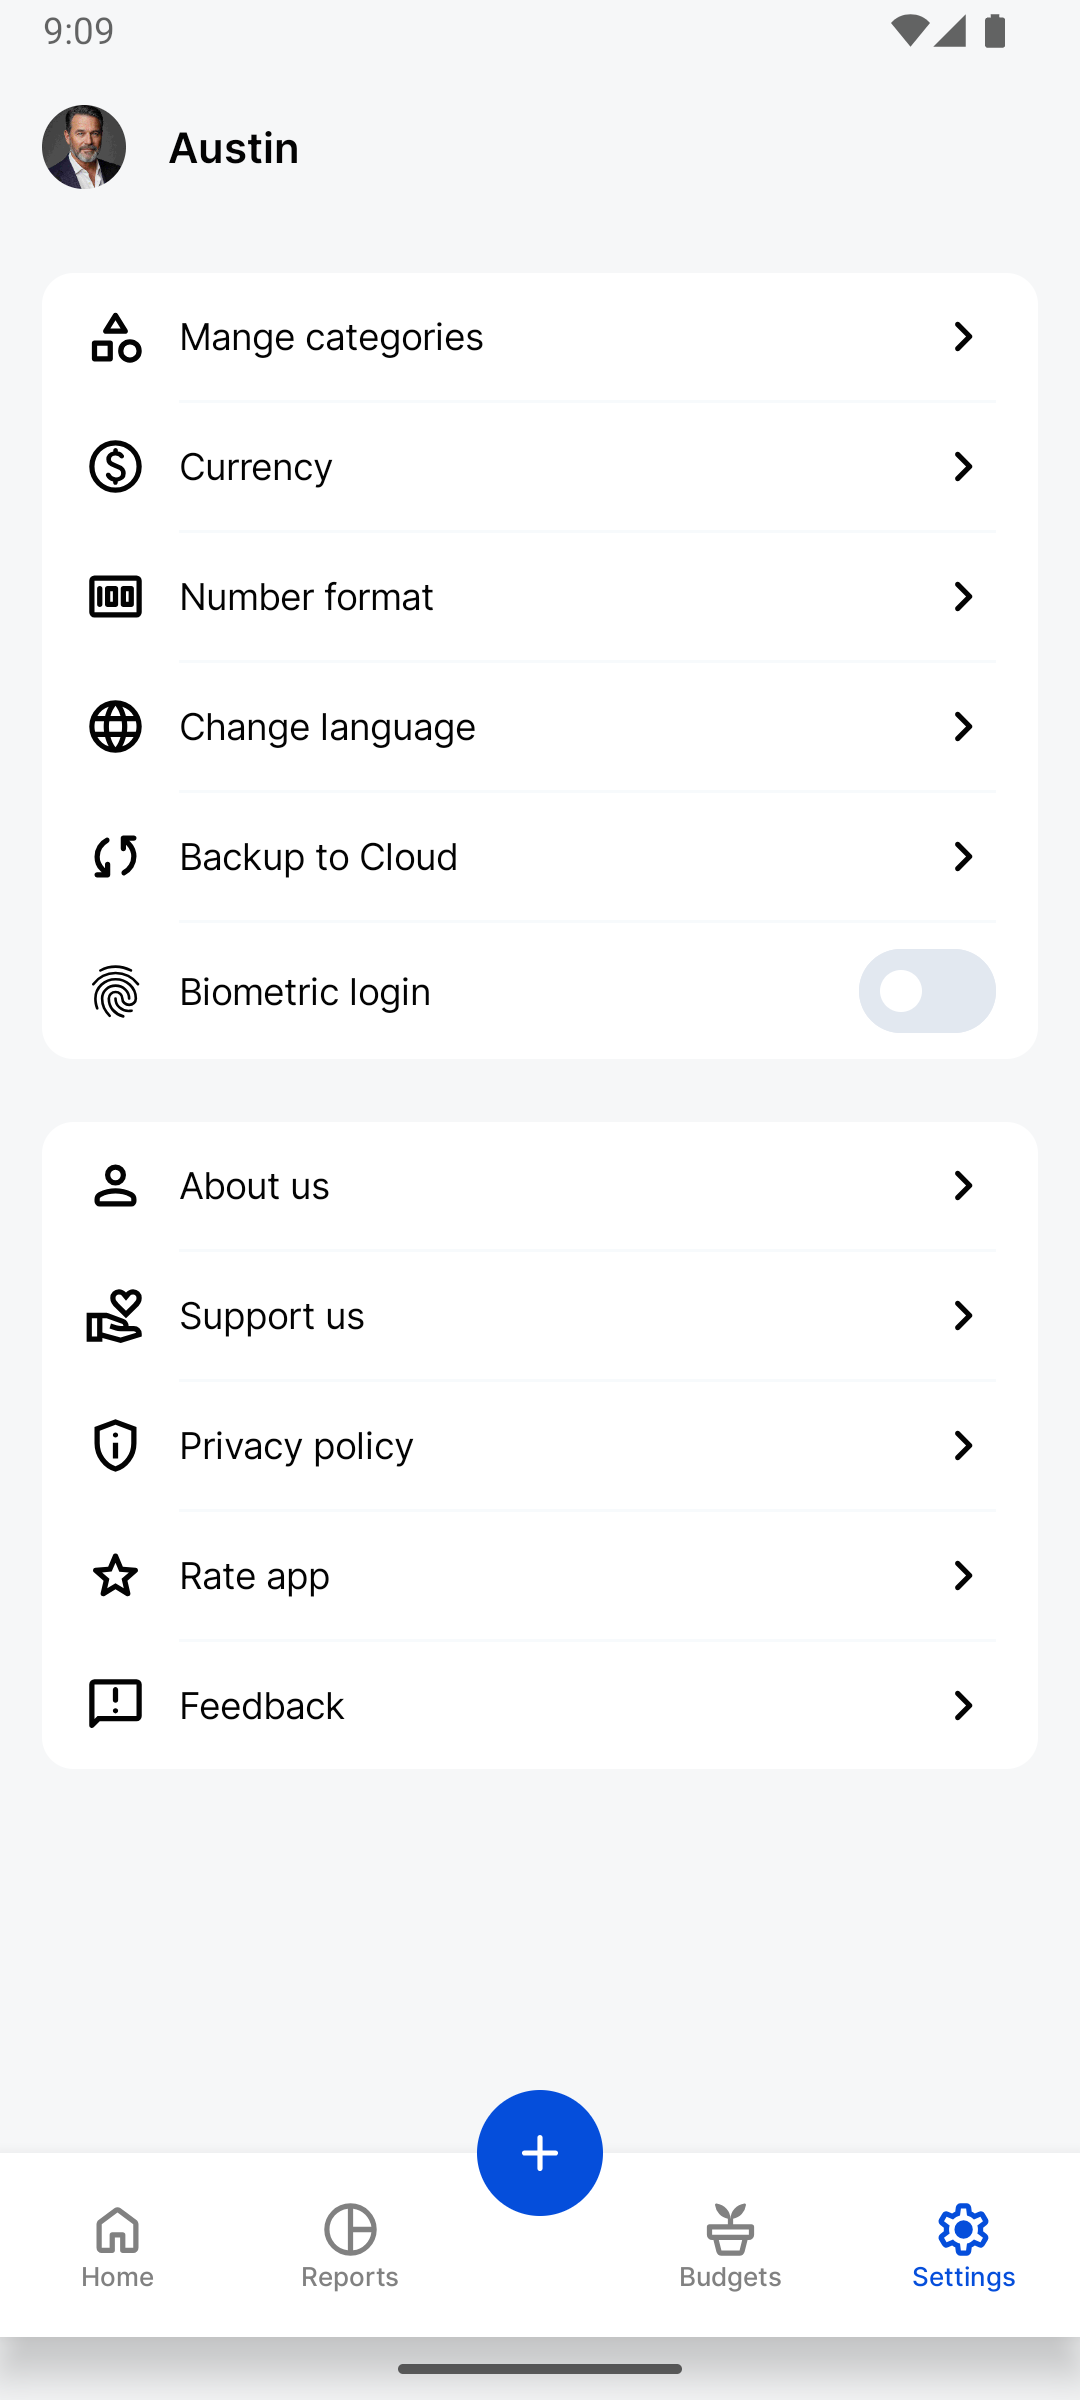 9:09
Austin
Mange categories
Currency
Number format
Change language
Backup to Cloud
Biometric login
About us
Support us
Privacy policy
Rate app
Feedback
Home
Reports
Budgets
Settings